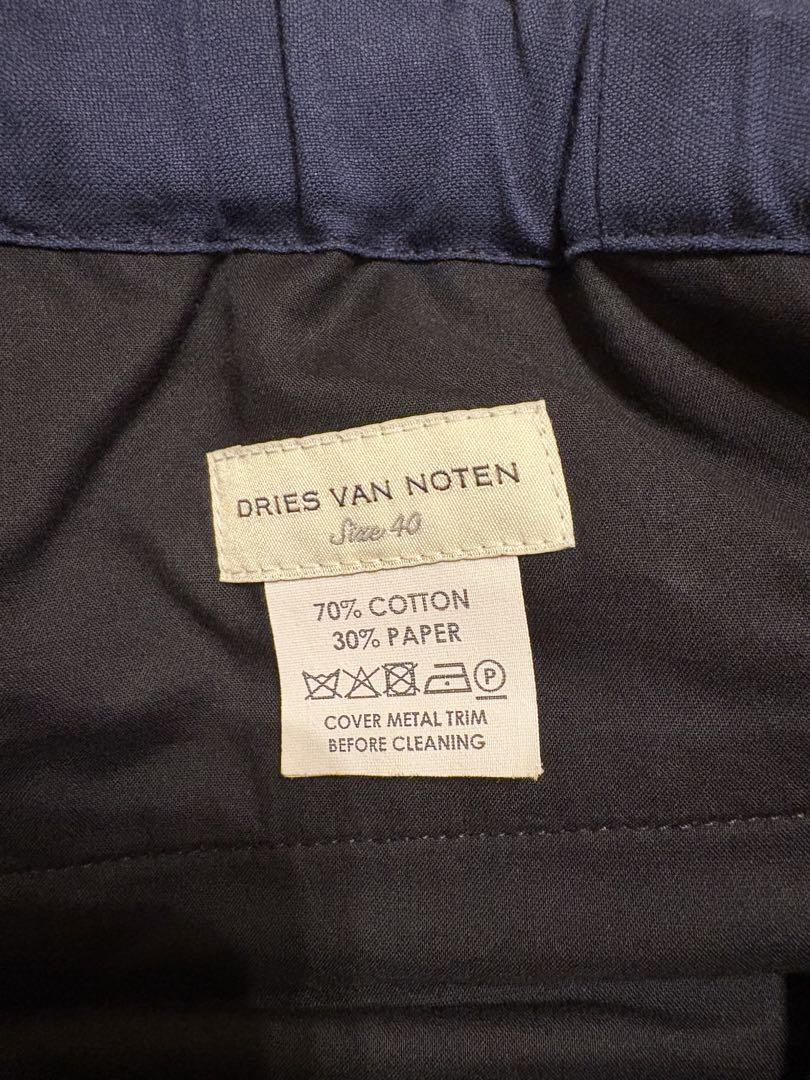 DRIES VAN NOTEN
Size 40
70% COTTON
30% PAPER
P
COVER METAL TRIM
BEFORE CLEANING